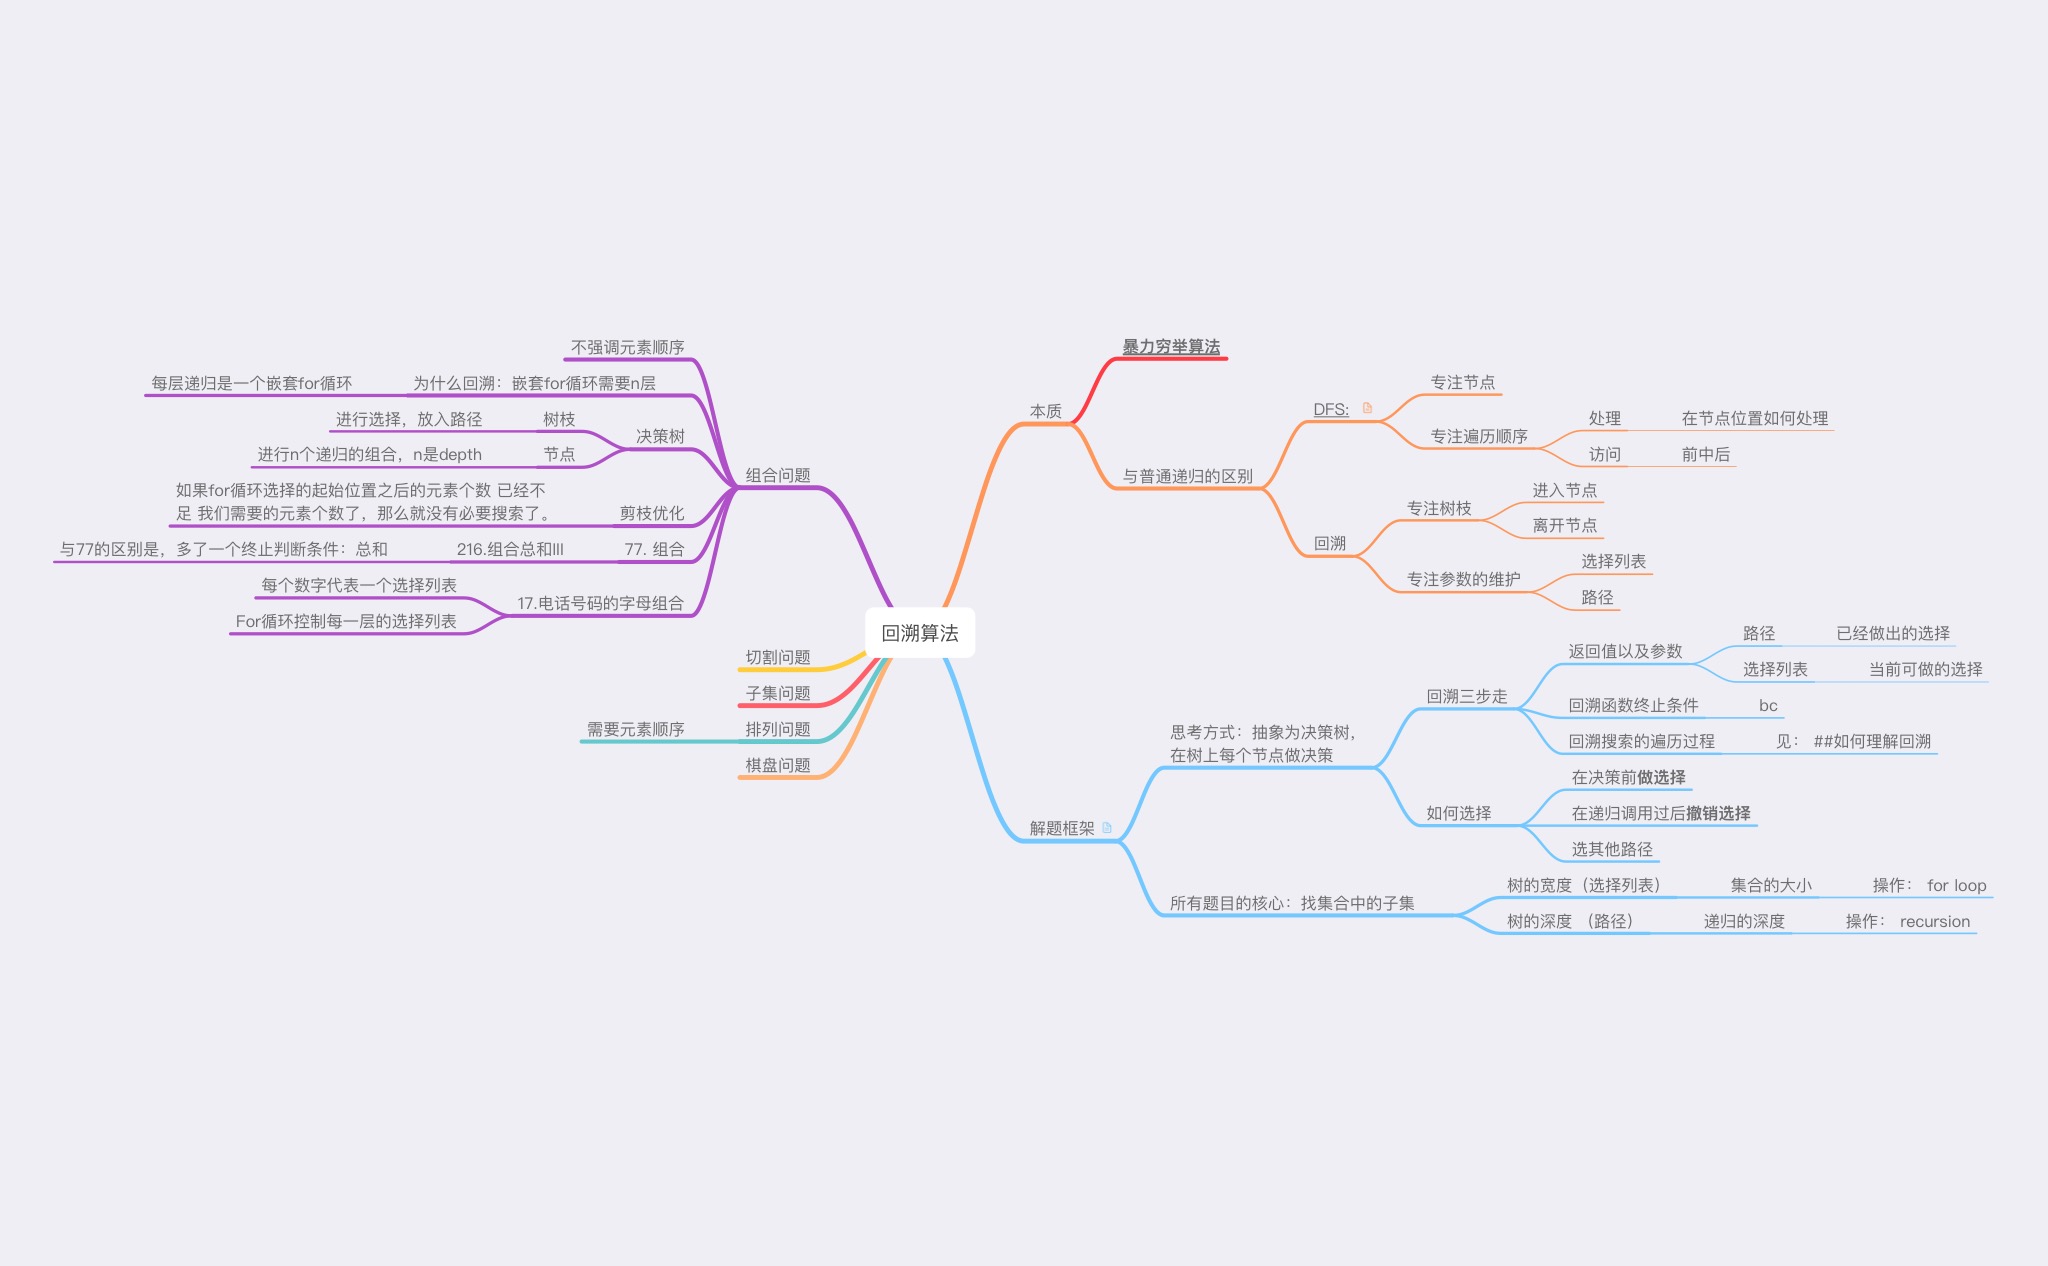 回溯算法
本质
暴力穷举算法
与普通递归的区别
DFS:
专注节点
专注遍历顺序
处理
在节点位置如何处理
访问
前中后
回溯
专注树枝
进入节点
离开节点
专注参数的维护
选择列表
路径
解题框架
思考方式：抽象为决策树，
在树上每个节点做决策
回溯三步走
返回值以及参数
路径
已经做出的选择
选择列表
当前可做的选择
回溯函数终止条件
bc
回溯搜索的遍历过程
见： ##如何理解回溯
如何选择
在决策前做选择
在递归调用过后撤销选择
选其他路径
所有题目的核心：找集合中的子集
树的宽度（选择列表）
集合的大小
操作： for loop
树的深度 （路径）
递归的深度
操作： recursion
组合问题
不强调元素顺序
为什么回溯：嵌套for循环需要n层
每层递归是一个嵌套for循环
决策树
树枝
进行选择，放入路径
节点
进行n个递归的组合，n是depth
剪枝优化
如果for循环选择的起始位置之后的元素个数 已经不
足 我们需要的元素个数了，那么就没有必要搜索了。
77. 组合
216.组合总和III
与77的区别是，多了一个终止判断条件：总和
17.电话号码的字母组合
每个数字代表一个选择列表
For循环控制每一层的选择列表
切割问题
子集问题
排列问题
需要元素顺序
棋盘问题